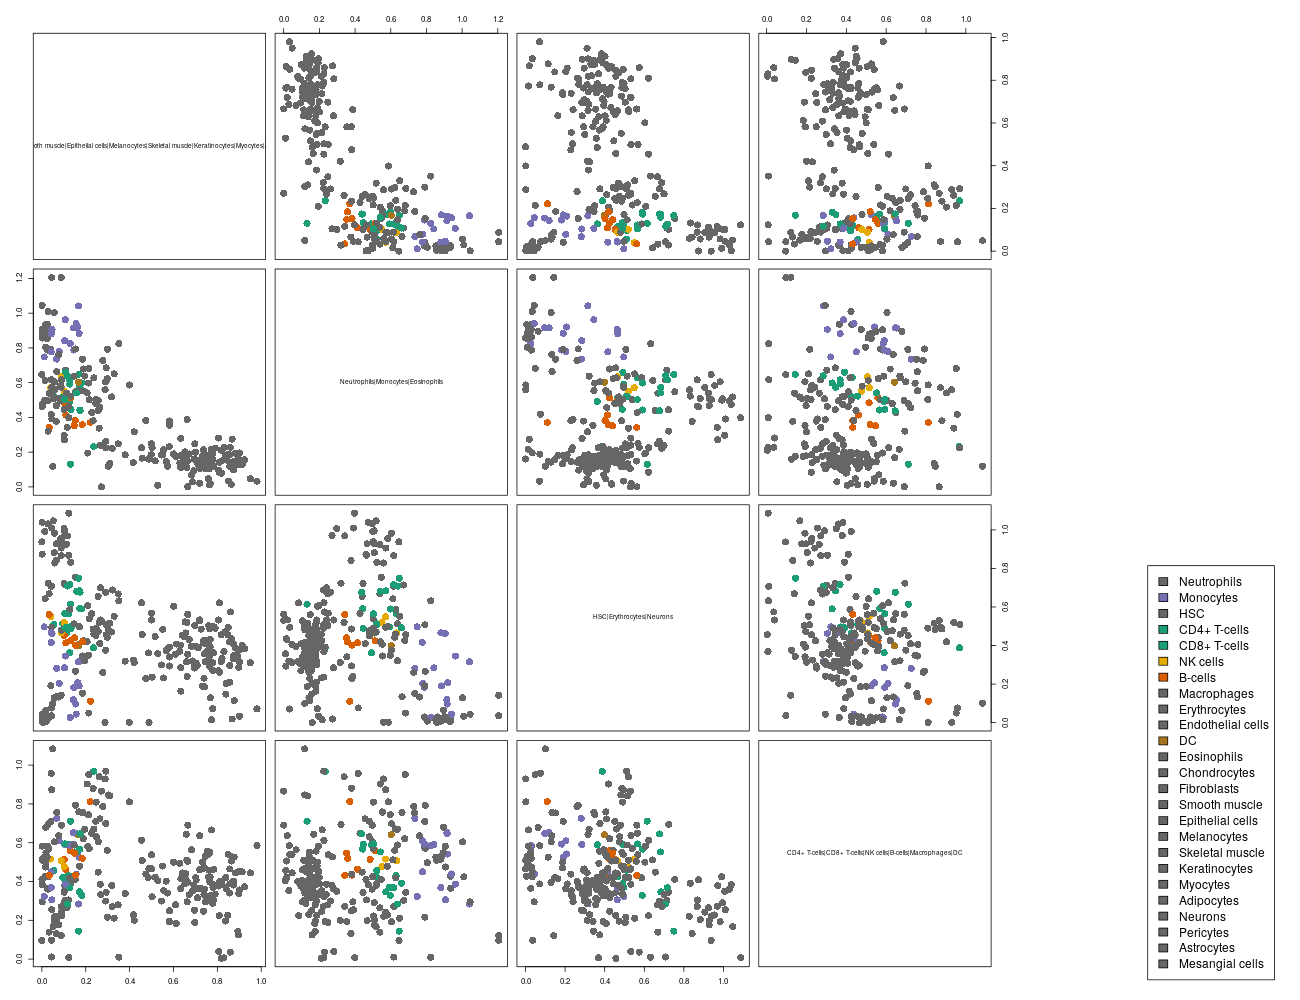 0.0 0.2 0.4 0.6 0.8 1.0 1.2
0.0 0.2 0.4 0.6 0.8 1.0
oth muscle|Epithelial cells|Melanocytes|Skeletal muscle|Keratinocytes|Myocytes|
0.0 0.2 0.4 0.6 0.8 1.0
0.0 0.2 0.4 0.6 0.8 1.0 1.2
Neutrophils|Monocytes|Eosinophils
HSC|Erythrocytes|Neurons
0.0 0.2 0.4 0.6 0.8 1.0
0.0 0.2 0.4 0.6 0.8 1.0
CD4+ T-cells|CD8+ T-cells|NK cells|B-cells|Macrophages|DC
0.0 0.2 0.4 0.6 0.8 1.0
0.0 0.2 0.4 0.6 0.8 1.0
Neutrophils
Monocytes
HSC
CD4+ T-cells
CD8+ T-cells
NK cells
B-cells
Macrophages
Erythrocytes
Endothelial cells
DC
Eosinophils
Chondrocytes
Fibroblasts
Smooth muscle
Epithelial cells
Melanocytes
Skeletal muscle
Keratinocytes
Myocytes
Adipocytes
Neurons
Pericytes
Astrocytes
Mesangial cells